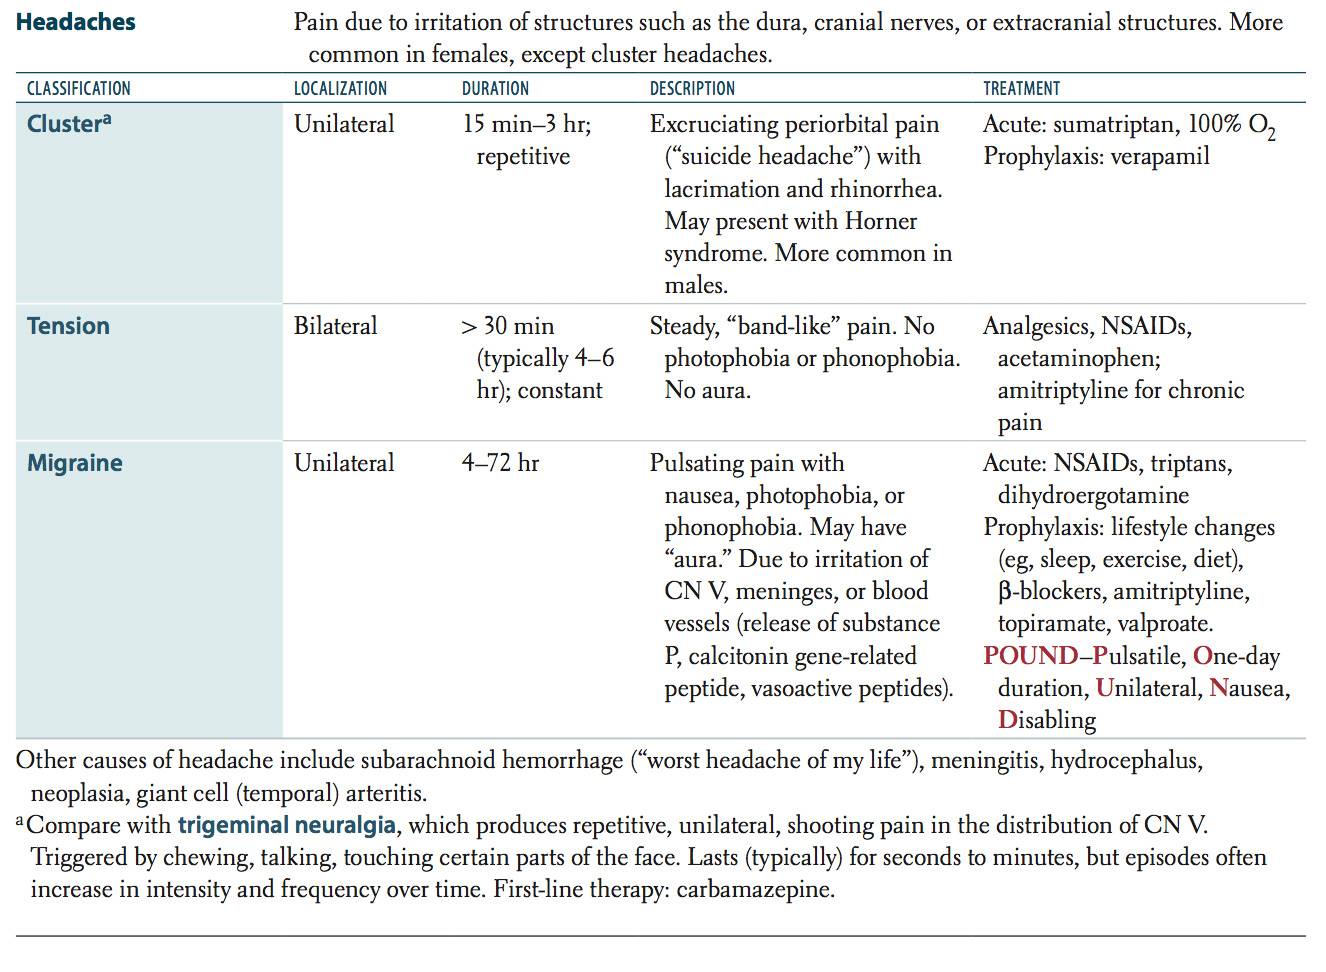 Headaches Pain due to irritation of structures such as the dura, cranial nerves, or extracranial structures. More
common in females, except cluster headaches.
CLASSIFICATION LOCALIZATION DURATION DESCRIPTION TREATMENT
Clusterᵃ
Unilateral
15 min–3 hr;
repetitive
Excruciating periorbital pain
(“suicide headache”) with
lacrimation and rhinorrhea.
May present with Horner
syndrome. More common in
males.
Acute: sumatriptan, 100% O₂
Prophylaxis: verapamil
Tension
Bilateral
> 30 min
(typically 4–6
hr); constant
Steady, “band-like” pain. No
photophobia or phonophobia.
No aura.
Analgesics, NSAIDs,
acetaminophen;
amitriptyline for chronic
pain
Migraine
Unilateral
4–72 hr
Pulsating pain with
nausea, photophobia, or
phonophobia. May have
“aura.” Due to irritation of
CN V, meninges, or blood
vessels (release of substance
P, calcitonin gene-related
peptide, vasoactive peptides).
Acute: NSAIDs, triptans,
dihydroergotamine
Prophylaxis: lifestyle changes
(eg, sleep, exercise, diet),
β-blockers, amitriptyline,
topiramate, valproate.
POUND–Pulsatile, One-day
duration, Unilateral, Nausea,
Disabling
Other causes of headache include subarachnoid hemorrhage (“worst headache of my life”), meningitis, hydrocephalus,
neoplasia, giant cell (temporal) arteritis.
ᵃCompare with trigeminal neuralgia, which produces repetitive, unilateral, shooting pain in the distribution of CN V.
Triggered by chewing, talking, touching certain parts of the face. Lasts (typically) for seconds to minutes, but episodes often
increase in intensity and frequency over time. First-line therapy: carbamazepine.